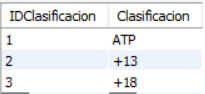 IDClasificacion Clasificacion
1 ATP
2 +13
3 +18